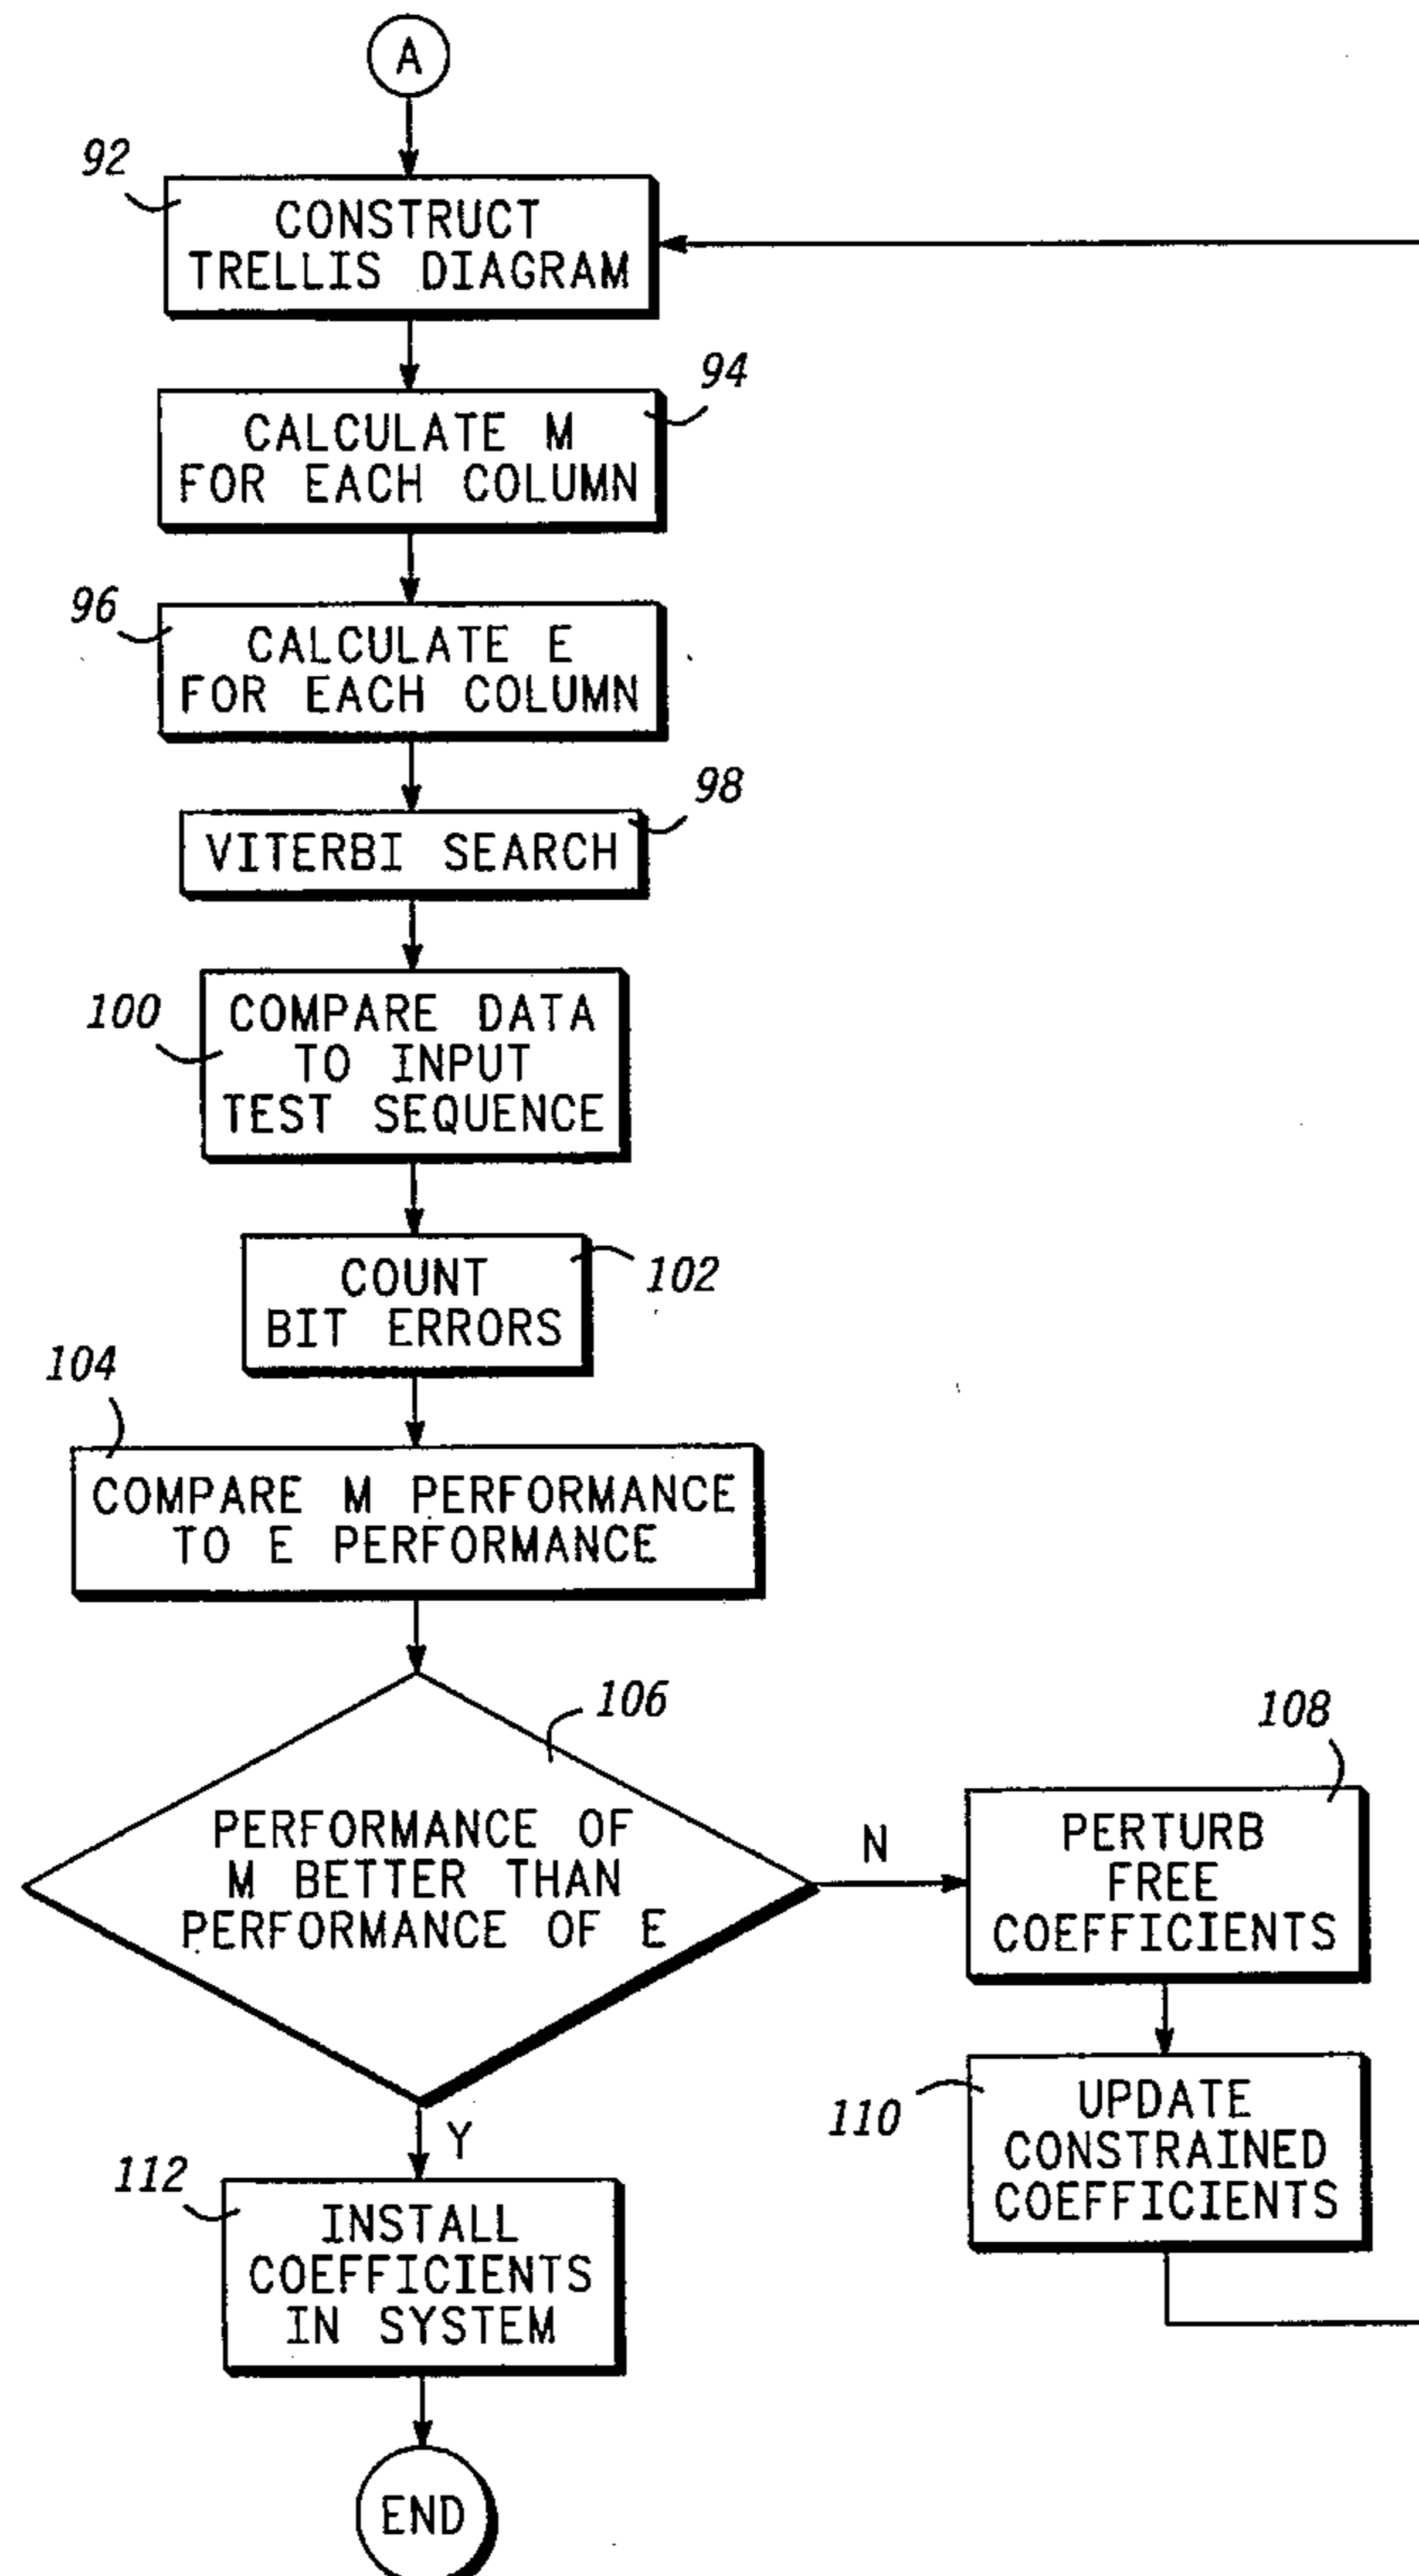 A
92
CONSTRUCT
TRELLIS DIAGRAM
94
CALCULATE M
FOR EACH COLUMN
96
CALCULATE E
FOR EACH COLUMN
98
VITERBI SEARCH
100
COMPARE DATA
TO INPUT
TEST SEQUENCE
102
COUNT
BIT ERRORS
104
COMPARE M PERFORMANCE
TO E PERFORMANCE
106
PERFORMANCE OF
M BETTER THAN
PERFORMANCE OF E
N
108
PERTURB
FREE
COEFFICIENTS
110
UPDATE
CONSTRAINED
COEFFICIENTS
Y
112
INSTALL
COEFFICIENTS
IN SYSTEM
END